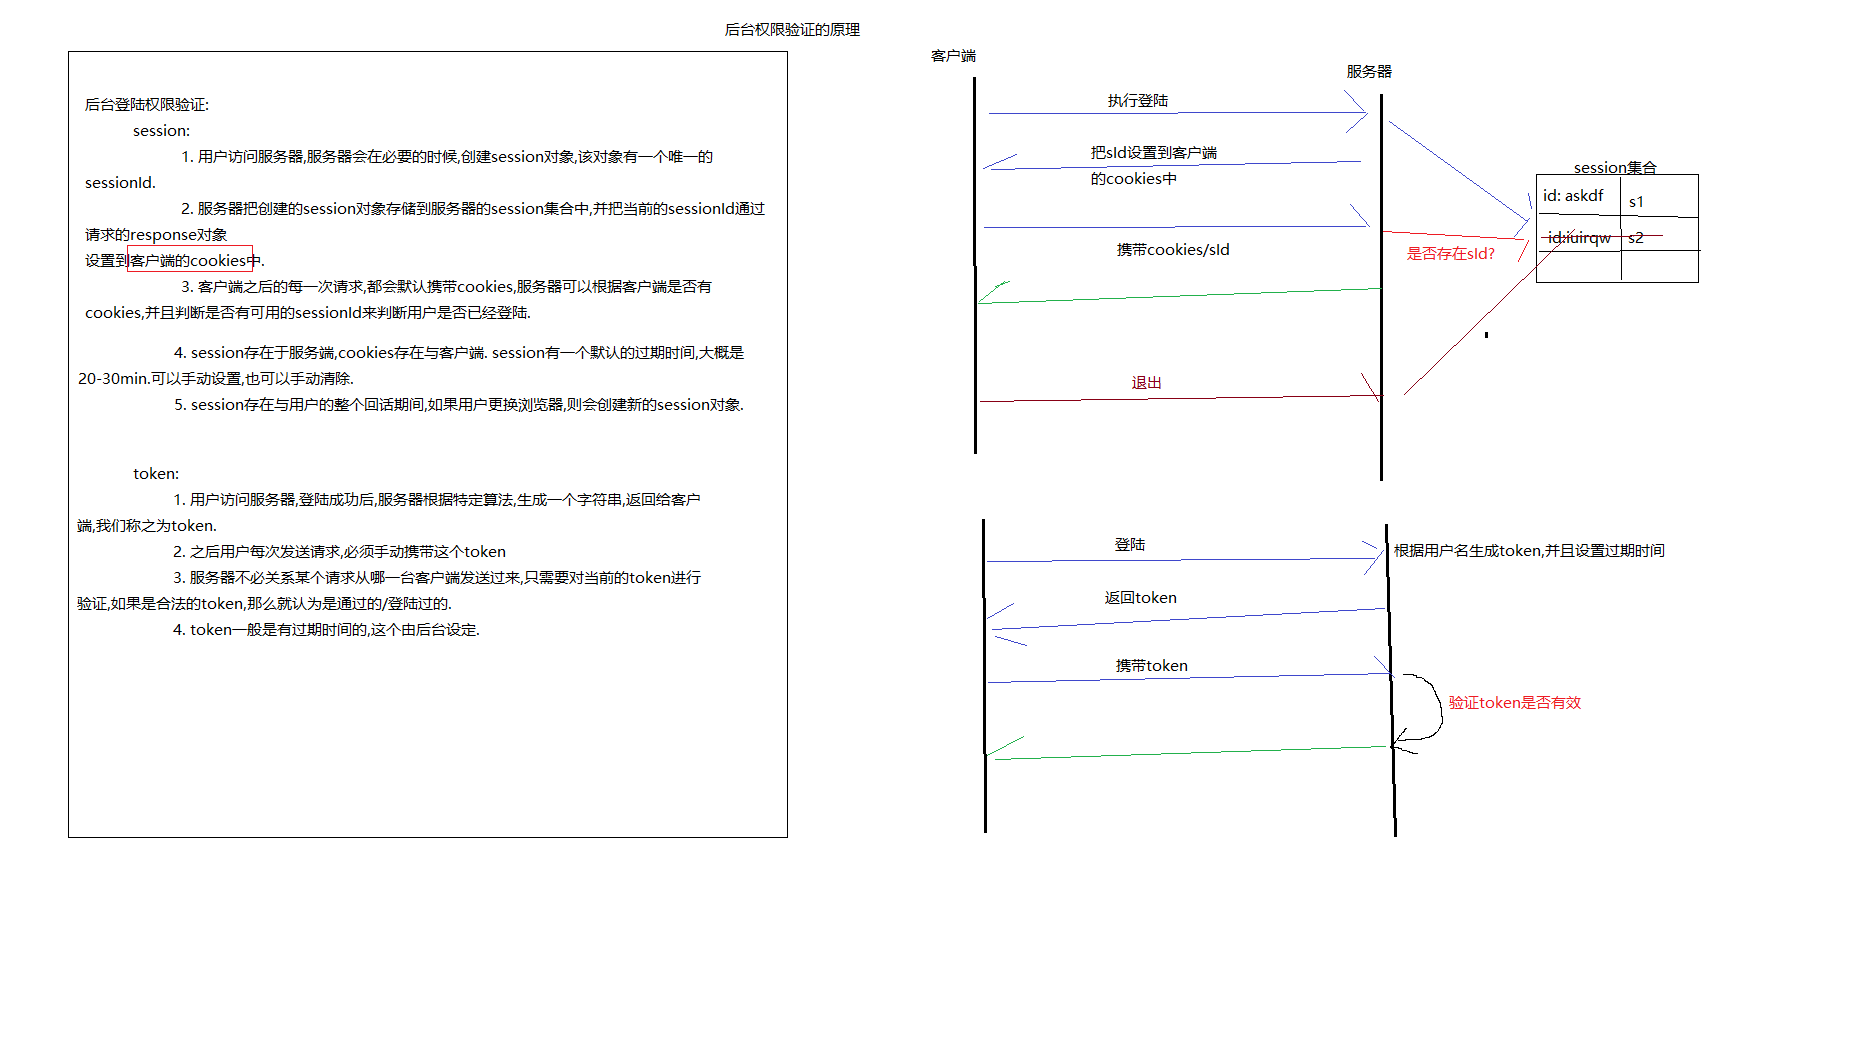 后台权限验证的原理
后台登陆权限验证:
session:
1. 用户访问服务器,服务器会在必要的时候,创建session对象,该对象有一个唯一的
sessionId.
2. 服务器把创建的session对象存储到服务器的session集合中,并把当前的sessionId通过
请求的response对象
设置到客户端的cookies中.
3. 客户端之后的每一次请求,都会默认携带cookies,服务器可以根据客户端是否有
cookies,并且判断是否有可用的sessionId来判断用户是否已经登陆.
4. session存在于服务端,cookies存在与客户端. session有一个默认的过期时间,大概是
20-30min.可以手动设置,也可以手动清除.
5. session存在与用户的整个回话期间,如果用户更换浏览器,则会创建新的session对象.
token:
1. 用户访问服务器,登陆成功后,服务器根据特定算法,生成一个字符串,返回给客户
端,我们称之为token.
2. 之后用户每次发送请求,必须手动携带这个token
3. 服务器不必关系某个请求从哪一台客户端发送过来,只需要对当前的token进行
验证,如果是合法的token,那么就认为是通过的/登陆过的.
4. token一般是有过期时间的,这个由后台设定.
客户端
服务器
执行登陆
把sId设置到客户端
的cookies中
session集合
id: askdf
s1
id:iuirqw
s2
携带cookies/sId
是否存在sId?
退出
登陆
根据用户名生成token,并且设置过期时间
返回token
携带token
验证token是否有效